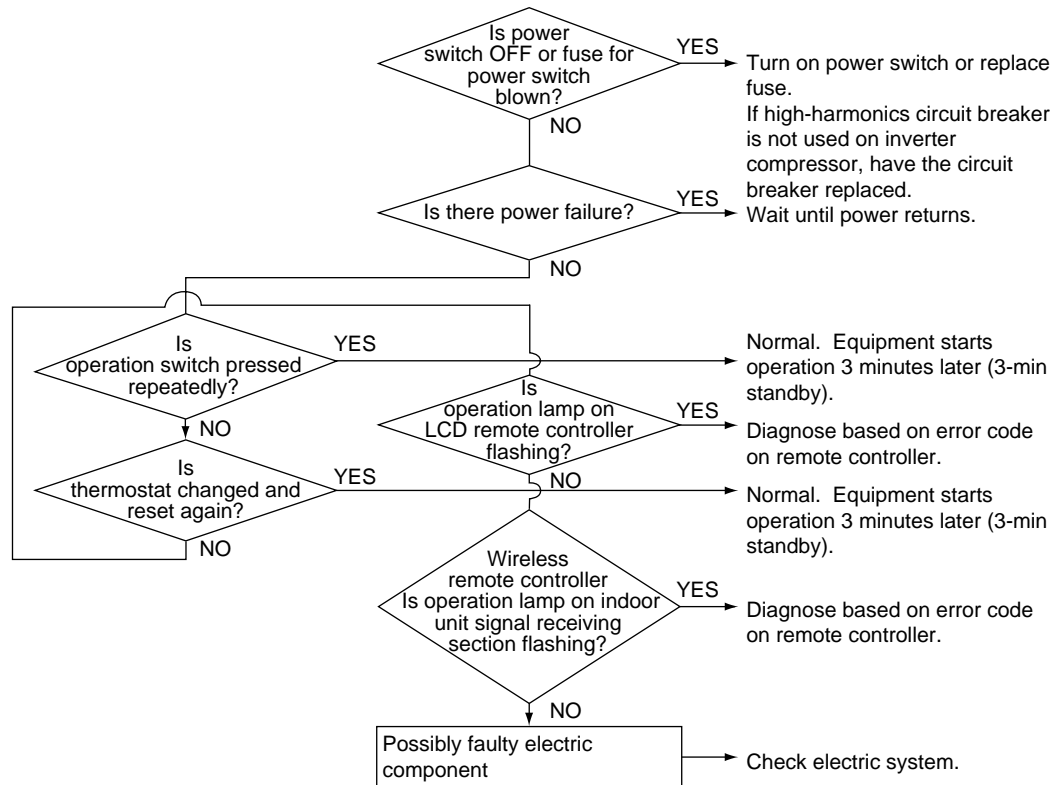 Is power
switch OFF or fuse for
power switch
blown?
YES
Turn on power switch or replace
fuse.
If high-harmonics circuit breaker
is not used on inverter
compressor, have the circuit
breaker replaced.
NO
Is there power failure?
YES
Wait until power returns.
NO
Is
operation switch pressed
repeatedly?
YES
Normal. Equipment starts
operation 3 minutes later (3-min
standby).
NO
Is
operation lamp on
LCD remote controller
flashing?
YES
Diagnose based on error code
on remote controller.
NO
Is
thermostat changed and
reset again?
YES
Normal. Equipment starts
operation 3 minutes later (3-min
standby).
NO
Wireless
remote controller
Is operation lamp on indoor
unit signal receiving
section flashing?
YES
Diagnose based on error code
on remote controller.
NO
Possibly faulty electric
component
Check electric system.